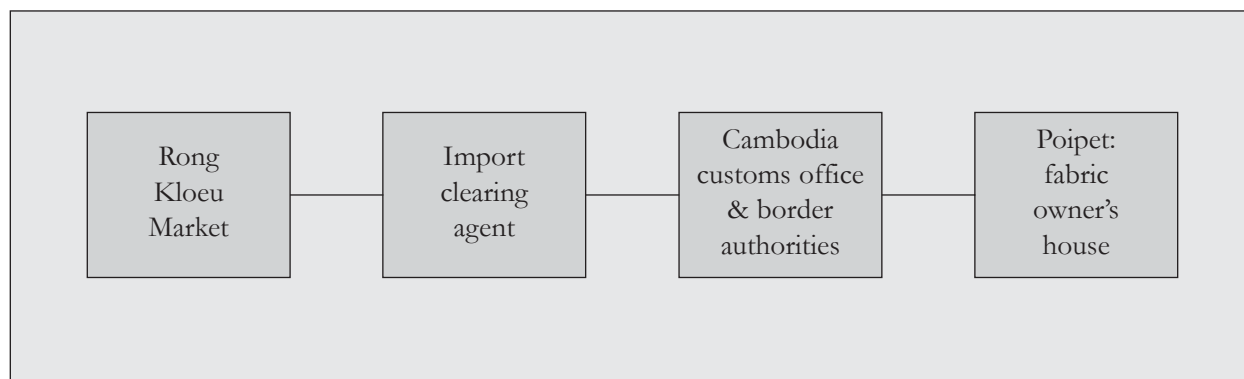 Rong
Kloeu
Market
Import
clearing
agent
Cambodia
customs office
& border
authorities
Poipet:
fabric
owner’s
house